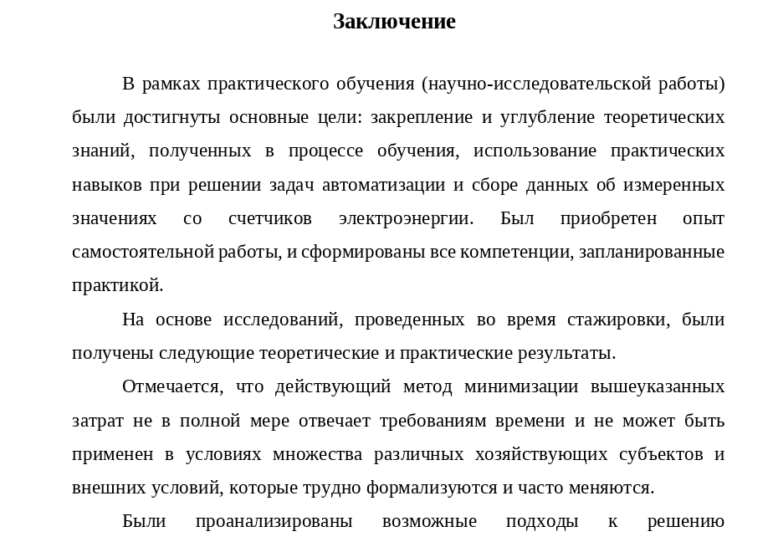 Заключение
В рамках практического обучения (научно-исследовательской работы)
были достигнуты основные цели: закрепление и углубление теоретических
знаний, полученных в процессе обучения, использование практических
навыков при решении задач автоматизации и сборе данных об измеренных
значениях со счетчиков электроэнергии. Был приобретен опыт
самостоятельной работы, и сформированы все компетенции, запланированные
практикой.
На основе исследований, проведенных во время стажировки, были
получены следующие теоретические и практические результаты.
Отмечается, что действующий метод минимизации вышеуказанных
затрат не в полной мере отвечает требованиям времени и не может быть
применен в условиях множества различных хозяйствующих субъектов и
внешних условий, которые трудно формализуются и часто меняются.
Были проанализированы возможные подходы к решению